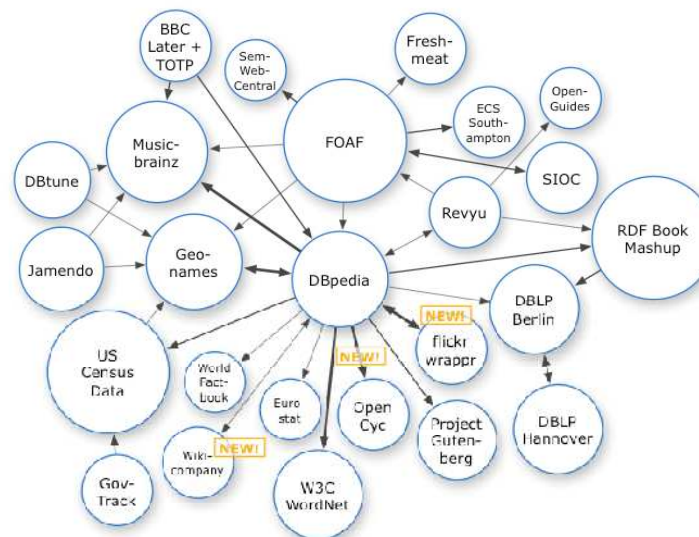 BBC
Later +
TOTP
Fresh-
meat
Sem-
Web-
Central
ECS
South-
ampton
Open-
Guides
Music-
brainz
FOAF
SIOC
DBtune
Revyu
RDF Book
Mashup
Jamendo
Geo-
names
DBpedia
DBLP
Berlin
NEW!
flickr
wrappr
US
Census
Data
World
Fact-
book
NEW!
Euro
stat
Open
Cyc
Project
Guten-
berg
DBLP
Hannover
Wiki-
company
NEW!
Gov-
Track
W3C
WordNet